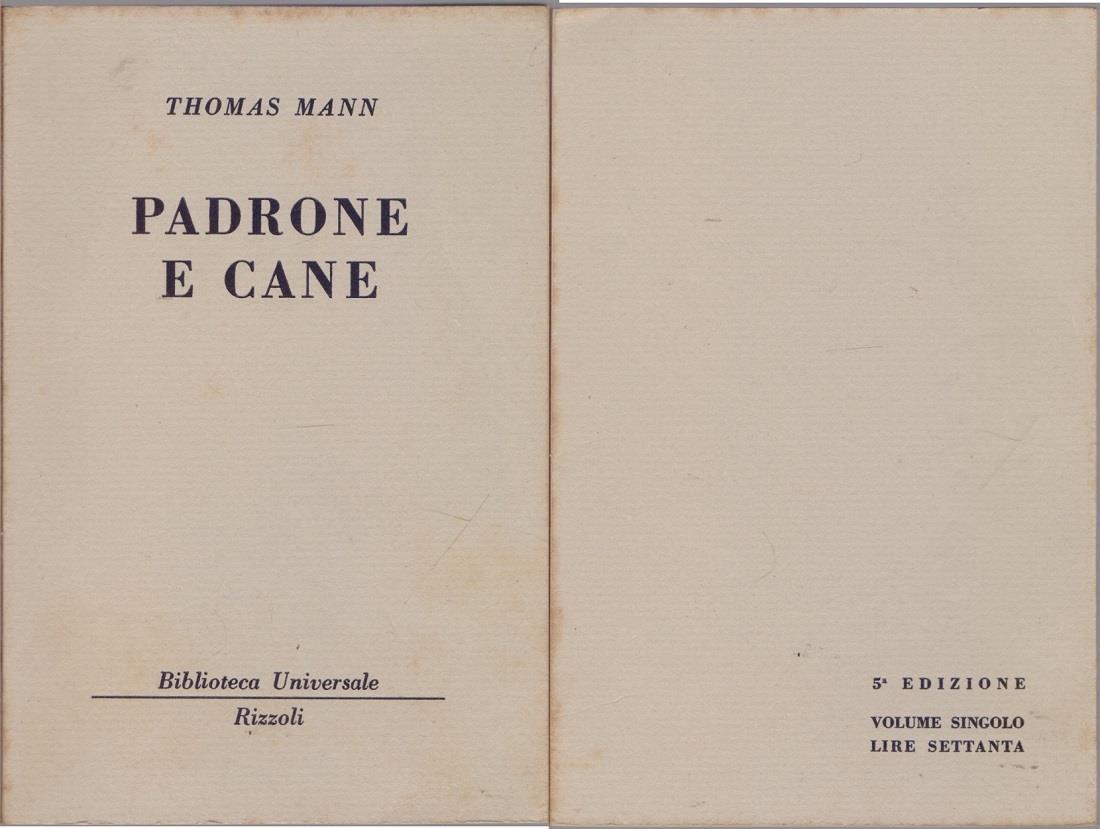 THOMAS MANN
PADRONE
E CANE
Biblioteca Universale
Rizzoli
5ª EDIZIONE
VOLUME SINGOLO
LIRE SETTANTA